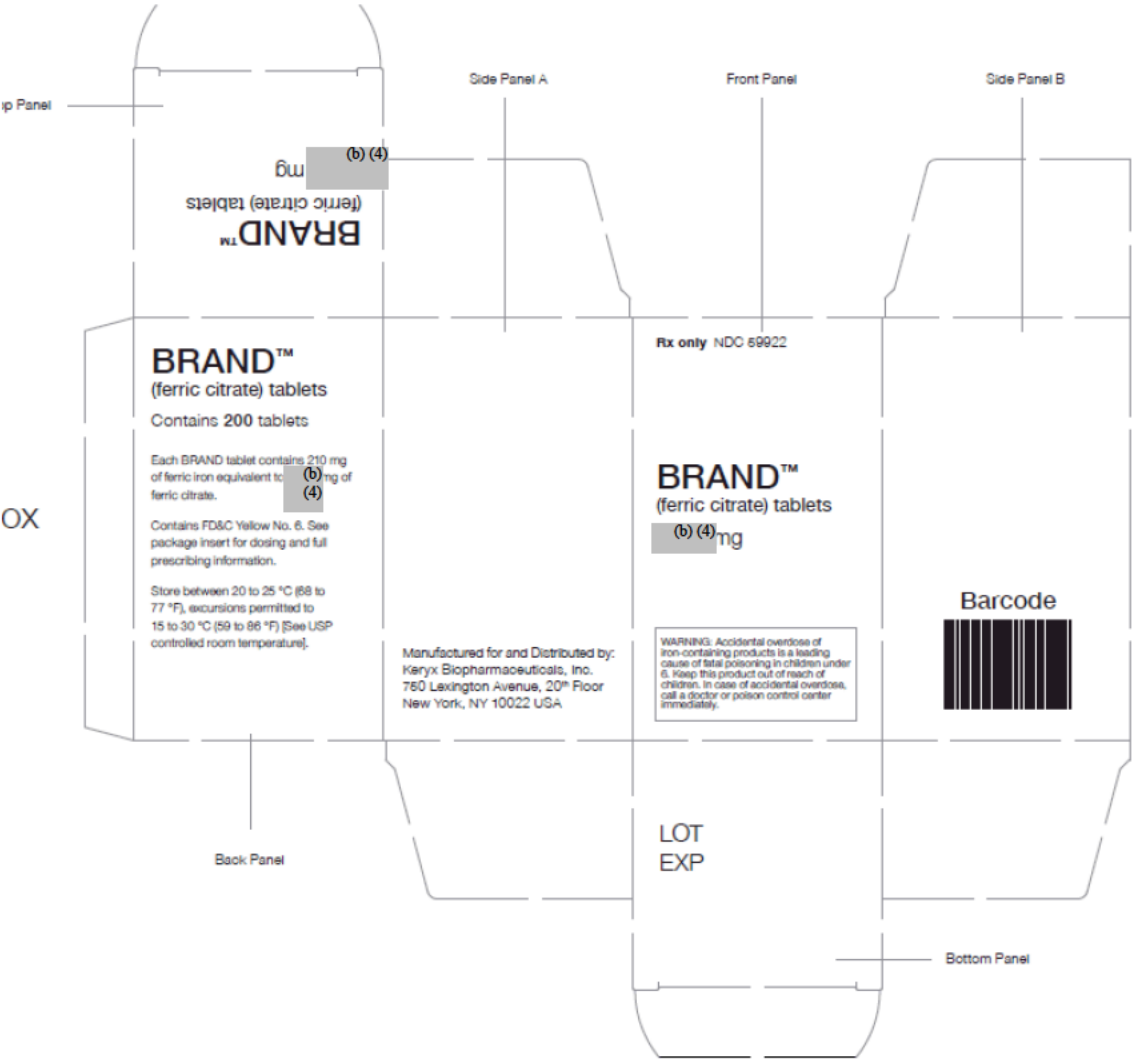 Side Panel A
Front Panel
Side Panel B
p Panel
(b) (4)
mg
(ferric citrate) tablets
BRAND™
BRAND™
(ferric citrate) tablets
Contains 200 tablets
Each BRAND tablet contains 210 mg
of ferric iron equivalent to (b) (4) mg of
ferric citrate.
Contains FD&C Yellow No. 6. See
package insert for dosing and full
prescribing information.
Store between 20 to 25 °C (68 to
77 °F), excursions permitted to
15 to 30 °C (59 to 86 °F) [See USP
controlled room temperature].
OX
Back Panel
Manufactured for and Distributed by:
Keryx Biopharmaceuticals, Inc.
750 Lexington Avenue, 20th Floor
New York, NY 10022 USA
Rx only NDC 59922
BRAND™
(ferric citrate) tablets
(b) (4) mg
WARNING: Accidental overdose of
iron-containing products is a leading
cause of fatal poisoning in children under
6. Keep this product out of reach of
children. In case of accidental overdose,
call a doctor or poison control center
immediately.
LOT
EXP
Barcode
Bottom Panel